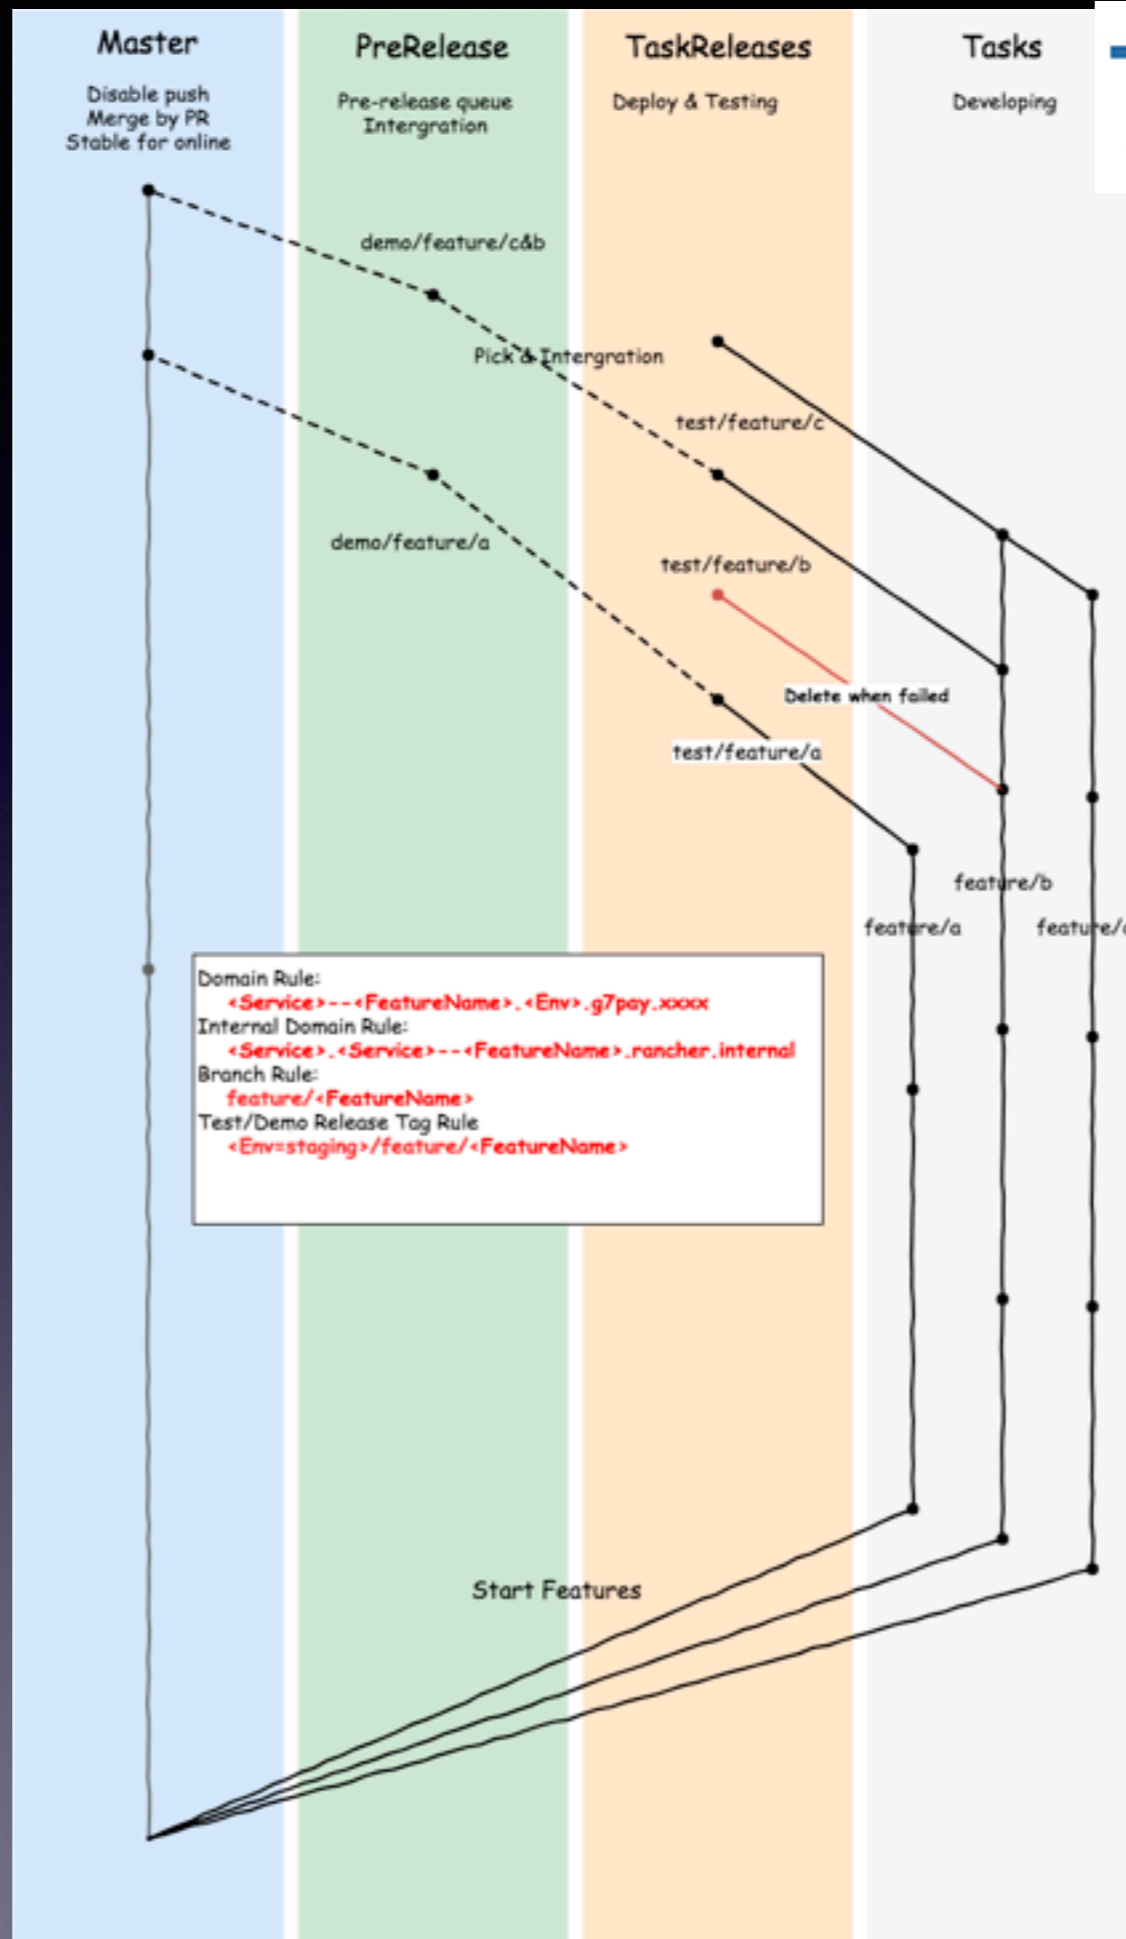 Master
Disable push
Merge by PR
Stable for online
PreRelease
Pre-release queue
Intergration
TaskReleases
Deploy & Testing
Tasks
Developing
demo/feature/c&b
Pick & Intergration
test/feature/c
demo/feature/a
test/feature/b
Delete when failed
test/feature/a
feature/b
feature/a
feature/
Domain Rule:
<Service>--<FeatureName>.<Env>.g7pay.xxxx
Internal Domain Rule:
<Service>.<Service>--<FeatureName>.rancher.internal
Branch Rule:
feature/<FeatureName>
Test/Demo Release Tag Rule
<Env=staging>/feature/<FeatureName>
Start Features